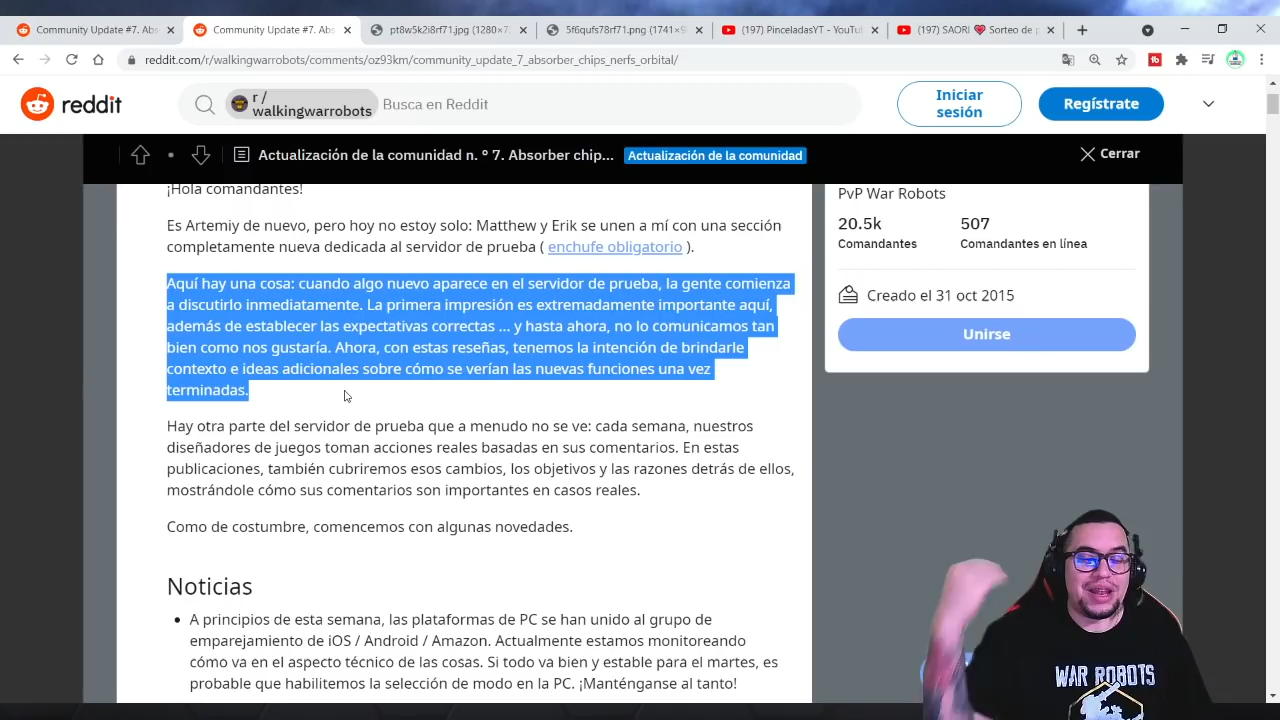 Community Update #7. Abs
Community Update #7. Abs
pt8w5k2i8rf71.jpg (1280×7
5f6qufs78rf71.png (1741×9
(197) PinceladasYT - YouTu
(197) SAORI ❤ Sorteo de p
reddit.com/r/walkingwarrobots/comments/oz93km/community_update_7_absorber_chips_nerfs_orbital/
reddit
r /
walkingwarrobots
Busca en Reddit
Iniciar
sesión
Regístrate
Actualización de la comunidad n. ° 7. Absorber chip...
Actualización de la comunidad
Cerrar
¡Hola comandantes!
Es Artemiy de nuevo, pero hoy no estoy solo: Matthew y Erik se unen a mí con una sección
completamente nueva dedicada al servidor de prueba ( enchufe obligatorio ).
Aquí hay una cosa: cuando algo nuevo aparece en el servidor de prueba, la gente comienza
a discutirlo inmediatamente. La primera impresión es extremadamente importante aquí,
además de establecer las expectativas correctas ... y hasta ahora, no lo comunicamos tan
bien como nos gustaría. Ahora, con estas reseñas, tenemos la intención de brindarle
contexto e ideas adicionales sobre cómo se verían las nuevas funciones una vez
terminadas.
Hay otra parte del servidor de prueba que a menudo no se ve: cada semana, nuestros
diseñadores de juegos toman acciones reales basadas en sus comentarios. En estas
publicaciones, también cubriremos esos cambios, los objetivos y las razones detrás de ellos,
mostrándole cómo sus comentarios son importantes en casos reales.
Como de costumbre, comencemos con algunas novedades.
Noticias
• A principios de esta semana, las plataformas de PC se han unido al grupo de
emparejamiento de iOS / Android / Amazon. Actualmente estamos monitoreando
cómo va en el aspecto técnico de las cosas. Si todo va bien y estable para el martes, es
probable que habilitemos la selección de modo en la PC. ¡Manténganse al tanto!
PvP War Robots
20.5k
507
Comandantes
Comandantes en línea
Creado el 31 oct 2015
Unirse
WAR ROBOTS